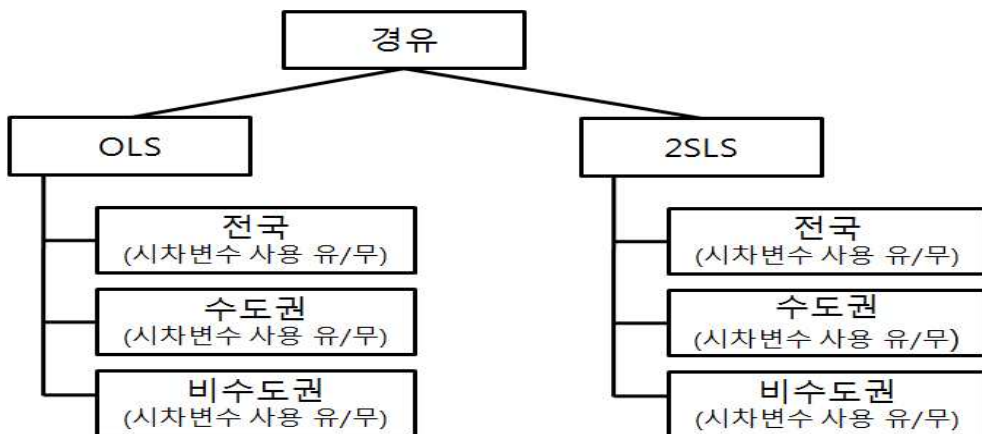 경유
OLS
전국
(시차변수 사용 유/무)
수도권
(시차변수 사용 유/무)
비수도권
(시차변수 사용 유/무)
2SLS
전국
(시차변수 사용 유/무)
수도권
(시차변수 사용 유/무)
비수도권
(시차변수 사용 유/무)